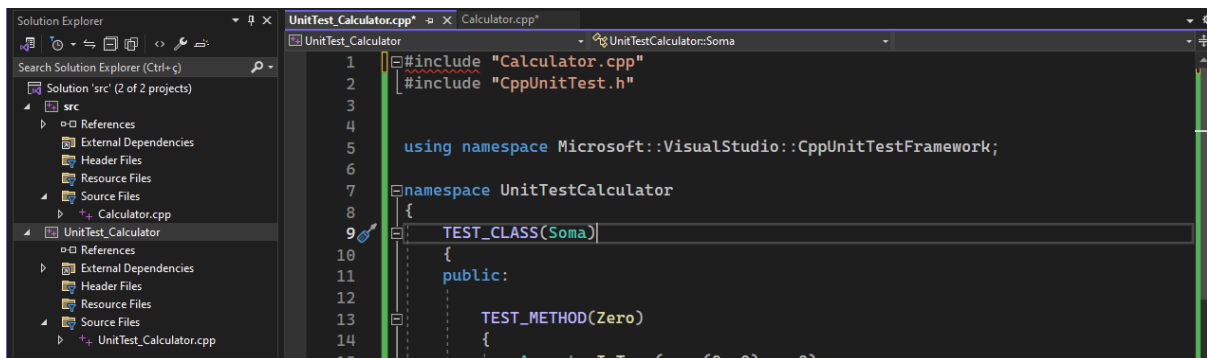 Solution Explorer
Search Solution Explorer (Ctrl+ç)
Solution 'src' (2 of 2 projects)
src
References
External Dependencies
Header Files
Resource Files
Source Files
Calculator.cpp
UnitTest_Calculator
References
External Dependencies
Header Files
Resource Files
Source Files
UnitTest_Calculator.cpp
UnitTest_Calculator.cpp* Calculator.cpp*
UnitTest_Calculator UnitTestCalculator::Soma
1 #include "Calculator.cpp"
2 #include "CppUnitTest.h"
3
4
5 using namespace Microsoft::VisualStudio::CppUnitTestFramework;
6
7 namespace UnitTestCalculator
8 {
9 TEST_CLASS(Soma)
10 {
11 public:
12
13 TEST_METHOD(Zero)
14 {